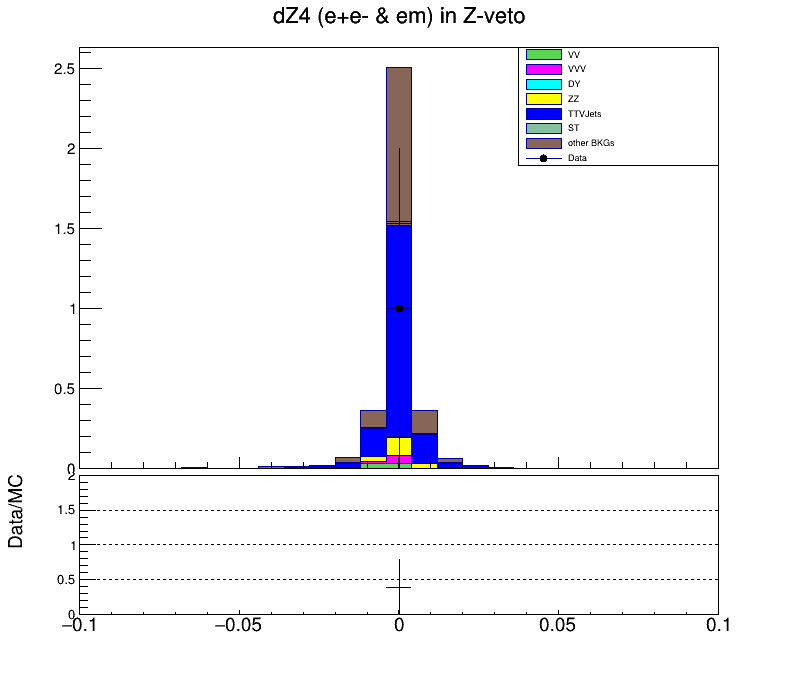 dZ4 (e+e- & em) in Z-veto
2.5
2
1.5
1
0.5
0
VV
VVV
DY
ZZ
TTVJets
ST
other BKGs
Data
Data/MC
2
1.5
1
0.5
0
−0.1
−0.05
0
0.05
0.1